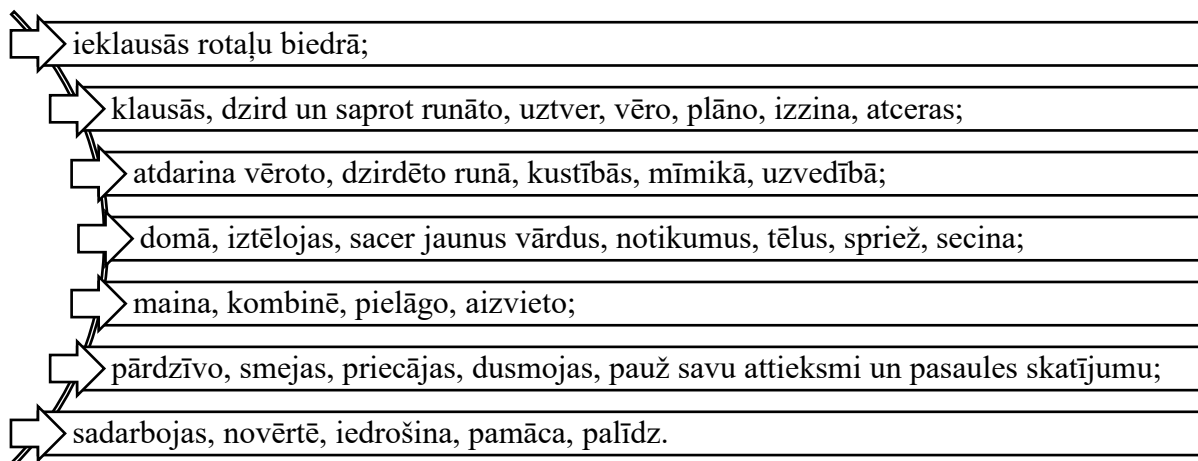 ieklausās rotaļu biedrā;
klausās, dzird un saprot runāto, uztver, vēro, plāno, izzina, atceras;
atdarina vēroto, dzirdēto runā, kustībās, mīmikā, uzvedībā;
domā, iztēlojas, sacer jaunus vārdus, notikumus, tēlus, spriež, secina;
maina, kombinē, pielāgo, aizvieto;
pārdzīvo, smejas, priecājas, dusmojas, pauž savu attieksmi un pasaules skatījumu;
sadarbojas, novērtē, iedrošina, pamāca, palīdz.